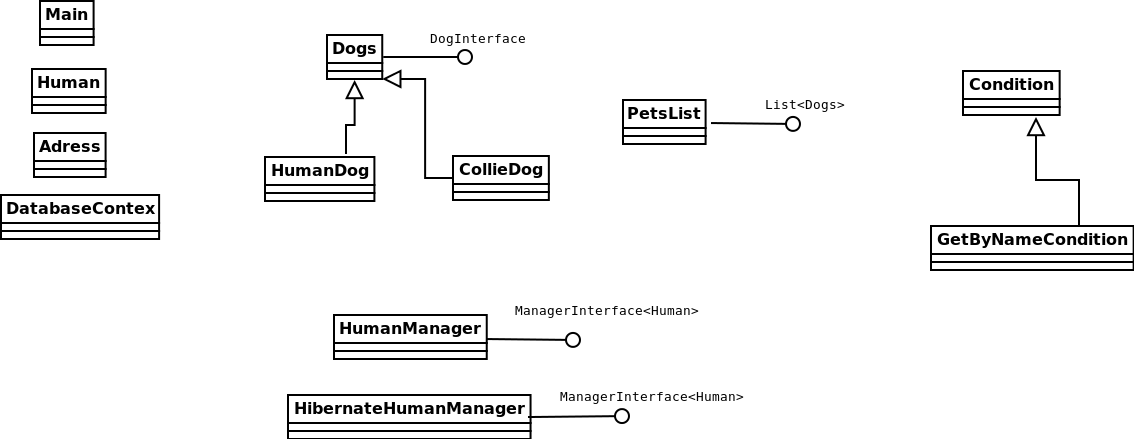 Main
Human
Adress
DatabaseContex
Dogs
DogInterface
HumanDog
CollieDog
PetsList
List<Dogs>
Condition
GetByNameCondition
HumanManager
ManagerInterface<Human>
HibernateHumanManager
ManagerInterface<Human>